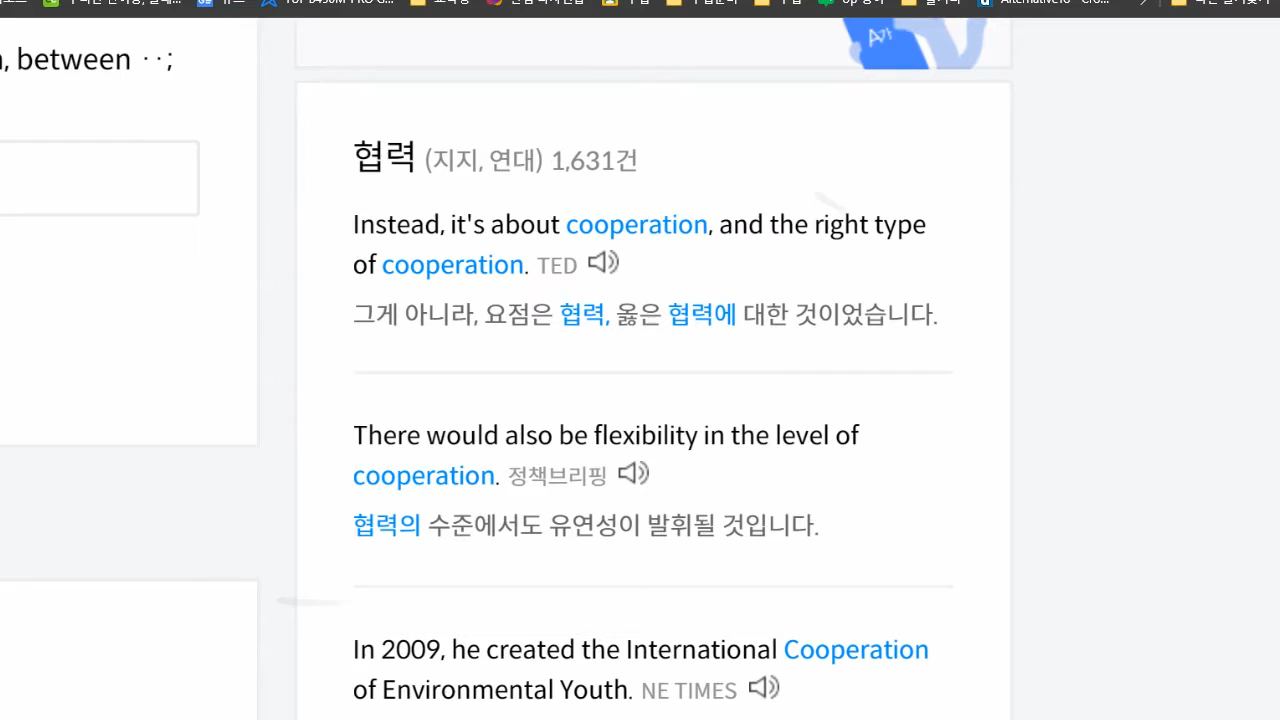 , between ‥;
협력 (지지, 연대) 1,631건
Instead, it's about cooperation, and the right type
of cooperation. TED
그게 아니라, 요점은 협력, 옳은 협력에 대한 것이었습니다.
There would also be flexibility in the level of
cooperation. 정책브리핑
협력의 수준에서도 유연성이 발휘될 것입니다.
In 2009, he created the International Cooperation
of Environmental Youth. NE TIMES